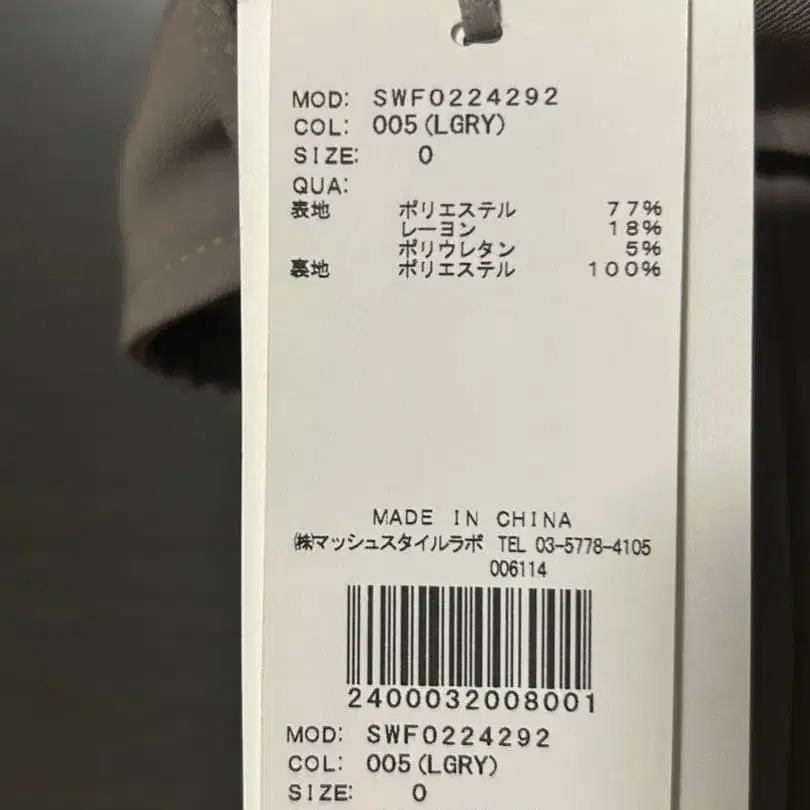 MOD: SWF0224292
COL: 005(LGRY)
SIZE: 0
QUA:
表地 ポリエステル 77%
レーヨン 18%
ポリウレタン 5%
裏地 ポリエステル 100%
MADE IN CHINA
㈱マッシュスタイルラボ TEL 03-5778-4105
006114
2400032008001
MOD: SWF0224292
COL: 005(LGRY)
SIZE: 0